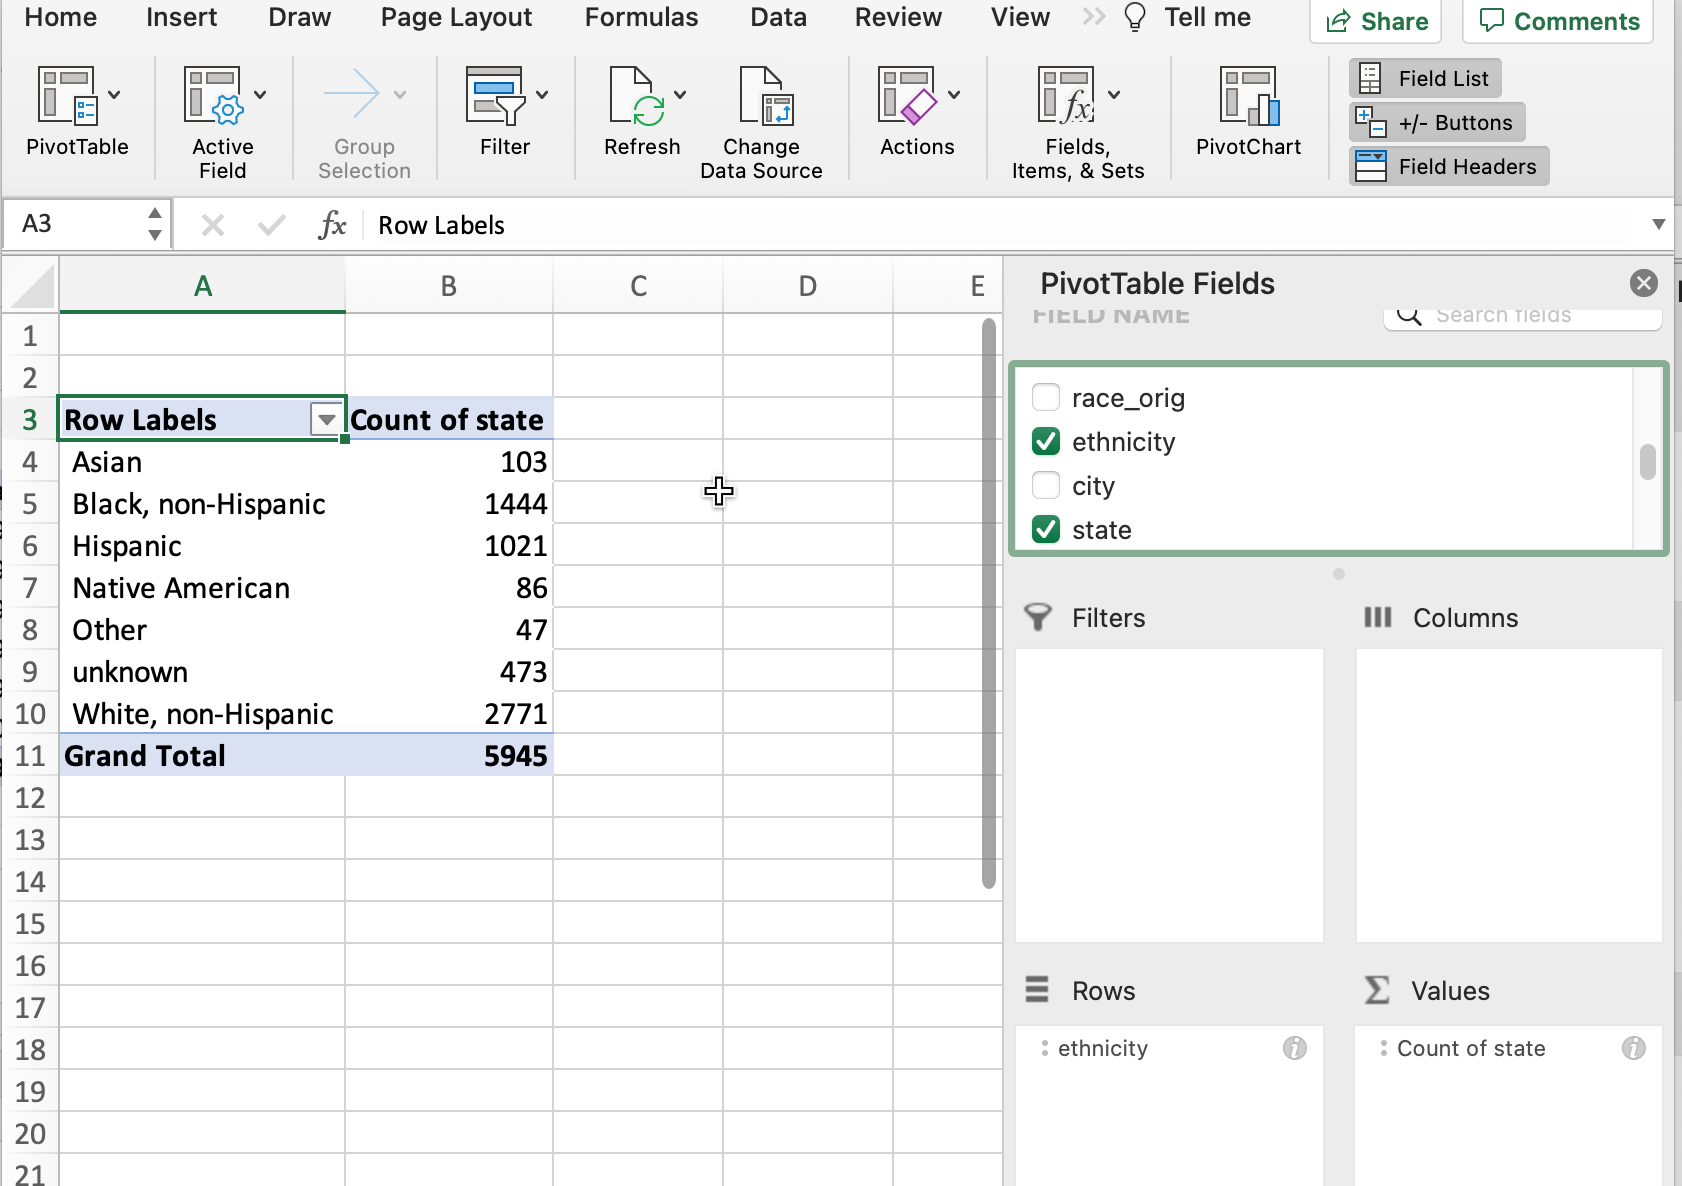 Home Insert Draw Page Layout Formulas Data Review View Tell me Share Comments
PivotTable Active Field Group Selection Filter Refresh Change Data Source Actions Fields, Items, & Sets PivotChart
Field List
+/- Buttons
Field Headers
A3 fx Row Labels
A B C D E
PivotTable Fields
FIELD NAME Search fields
1
2
3 Row Labels Count of state
4 Asian 103
5 Black, non-Hispanic 1444
6 Hispanic 1021
7 Native American 86
8 Other 47
9 unknown 473
10 White, non-Hispanic 2771
11 Grand Total 5945
12
13
14
15
16
17
18
19
20
21
race_orig
ethnicity
city
state
Filters Columns
Rows Values
ethnicity Count of state